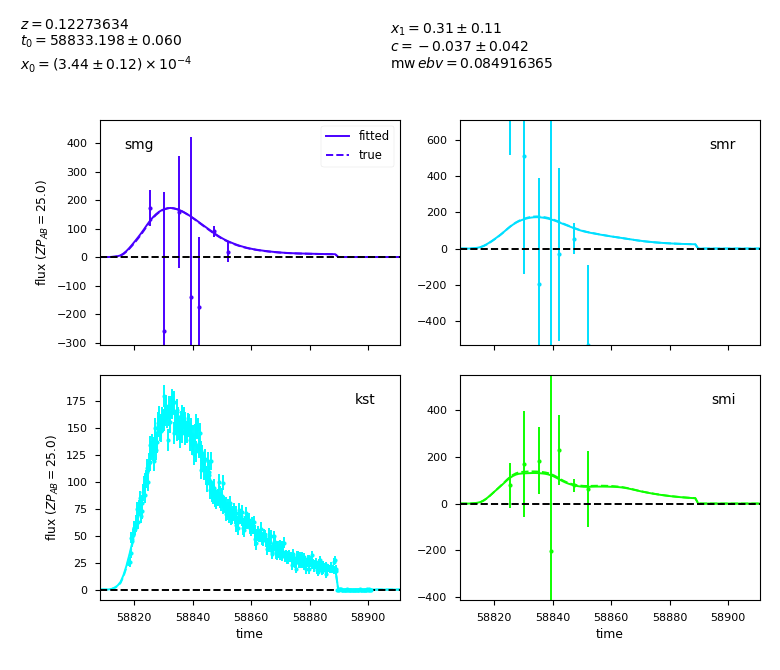 z = 0.12273634
t₀ = 58833.198 ± 0.060
x₀ = (3.44 ± 0.12) × 10⁻⁴
x₁ = 0.31 ± 0.11
c = −0.037 ± 0.042
mw ebv = 0.084916365
smg
fitted
true
400
300
200
100
0
−100
−200
−300
flux (ZP_AB = 25.0)
smr
600
400
200
0
−200
−400
kst
175
150
125
100
75
50
25
0
flux (ZP_AB = 25.0)
58820 58840 58860 58880 58900
time
smi
400
200
0
−200
−400
58820 58840 58860 58880 58900
time